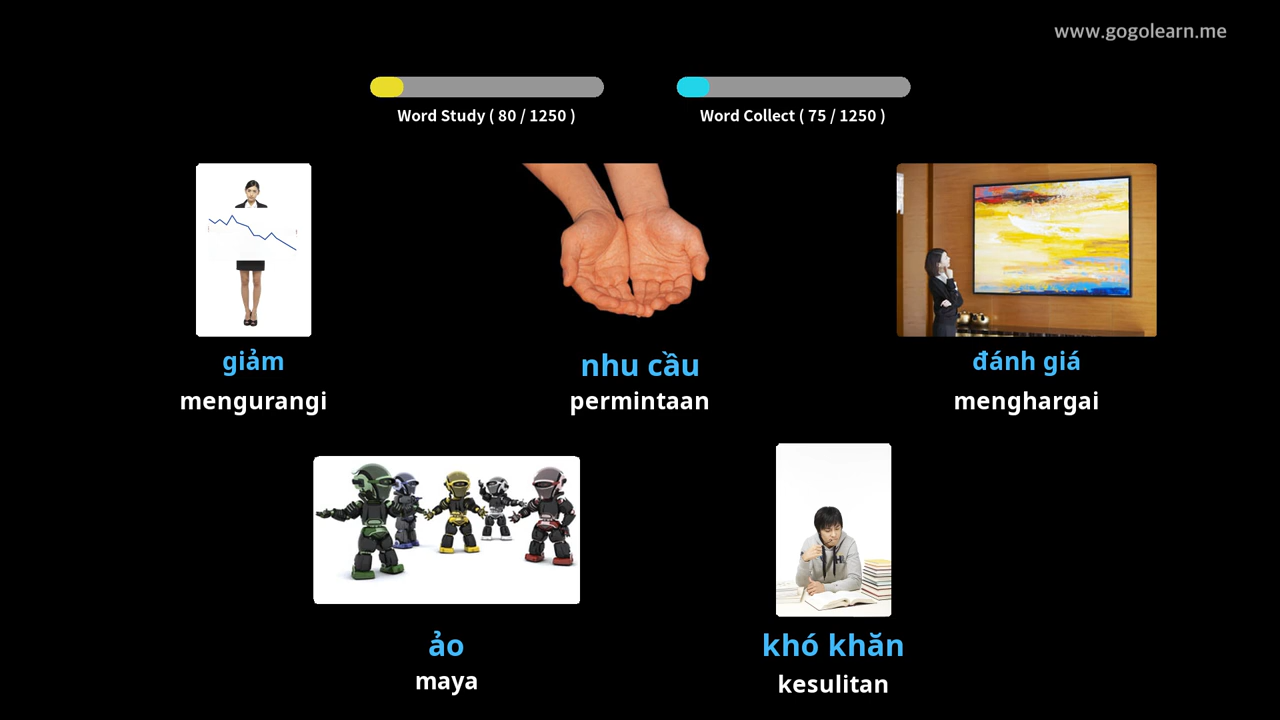 www.gogolearn.me
Word Study ( 80 / 1250 )
Word Collect ( 75 / 1250 )
giảm
mengurangi
nhu cầu
permintaan
đánh giá
menghargai
ảo
maya
khó khăn
kesulitan